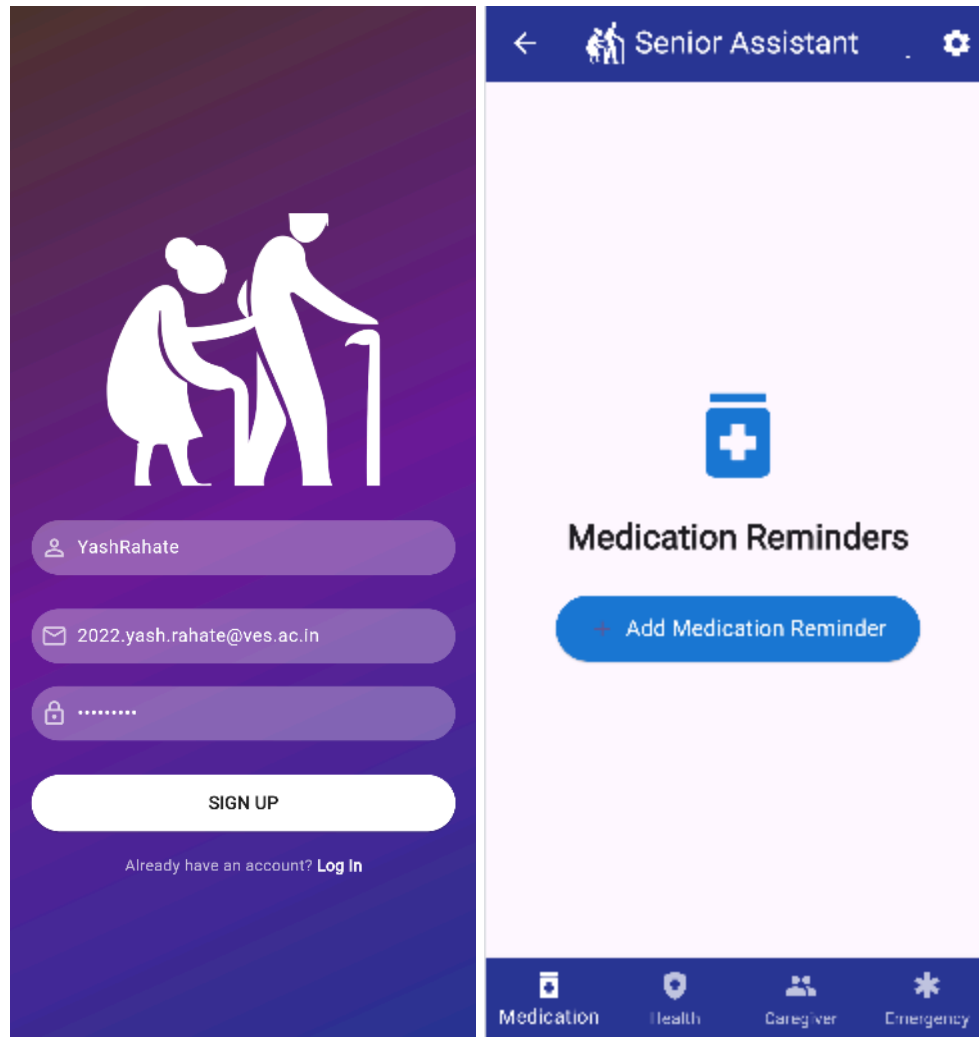 YashRahate
2022.yash.rahate@ves.ac.in
•••••••••
SIGN UP
Already have an account? Log In
Senior Assistant
Medication Reminders
+ Add Medication Reminder
Medication Health Caregiver Emergency